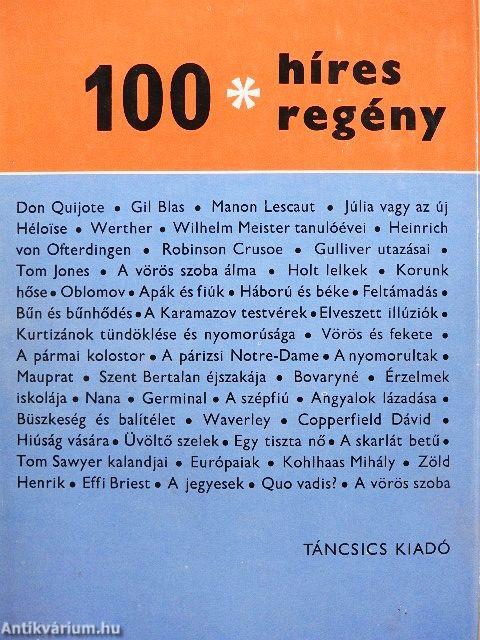 100 * híres
regény
Don Quijote • Gil Blas • Manon Lescaut • Júlia vagy az új
Héloïse • Werther • Wilhelm Meister tanulóévei • Heinrich
von Ofterdingen • Robinson Crusoe • Gulliver utazásai •
Tom Jones • A vörös szoba álma • Holt lelkek • Korunk
hőse • Oblomov • Apák és fiúk • Háború és béke • Feltámadás •
Bűn és bűnhődés • A Karamazov testvérek • Elveszett illúziók •
Kurtizánok tündöklése és nyomorúsága • Vörös és fekete •
A pármai kolostor • A párizsi Notre-Dame • A nyomorultak •
Mauprat • Szent Bertalan éjszakája • Bovaryné • Érzelmek
iskolája • Nana • Germinal • A szépfiú • Angyalok lázadása •
Büszkeség és balítélet • Waverley • Copperfield Dávid •
Hiúság vására • Üvöltő szelek • Egy tiszta nő • A skarlát betű •
Tom Sawyer kalandjai • Európaiak • Kohlhaas Mihály • Zöld
Henrik • Effi Briest • A jegyesek • Quo vadis? • A vörös szoba
TÁNCSICS KIADÓ
Antikvárium.hu